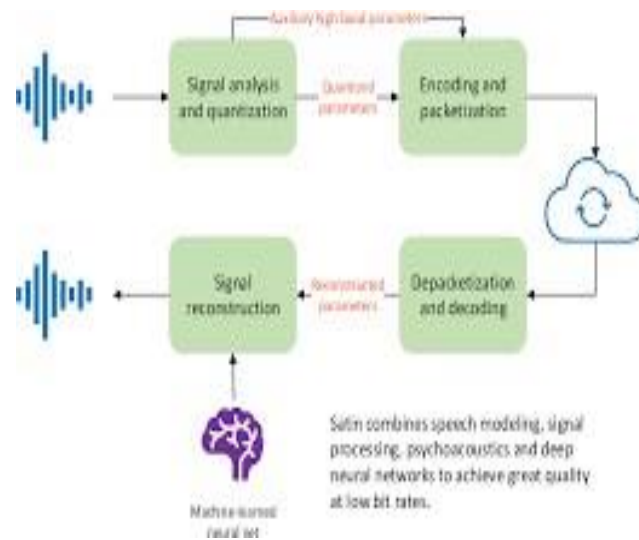 Auxiliary high band parameters
Signal analysis
and quantization
Quantized
parameters
Encoding and
packetization
Signal
reconstruction
Reconstructed
parameters
Depacketization
and decoding
Machine learned
neural net
Satin combines speech modeling, signal
processing, psychoacoustics and deep
neural networks to achieve great quality
at low bit rates.